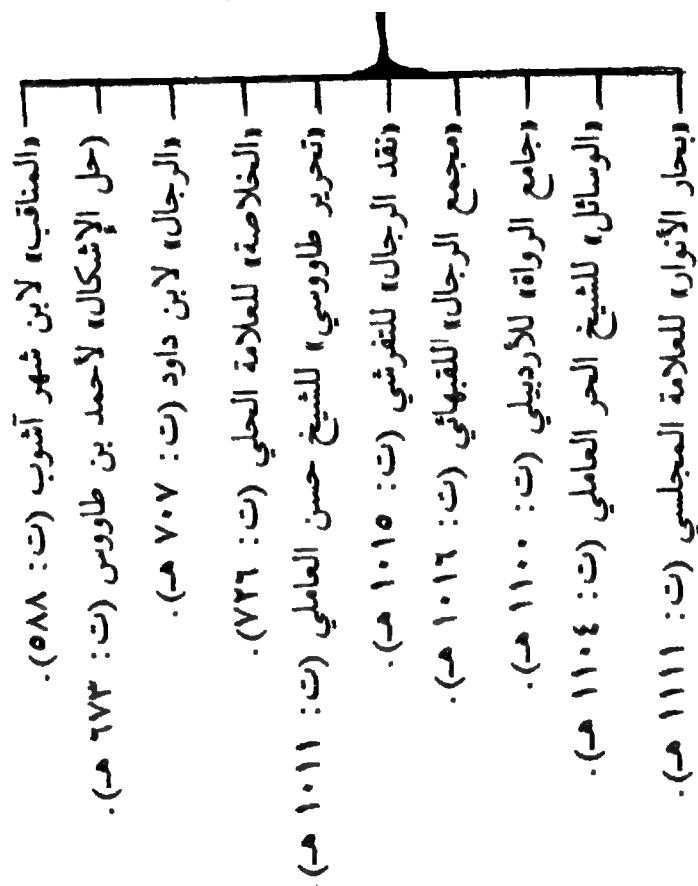 «المناقب» لابن شهر آشوب (ت: ٥٨٨).
(حل الإشكال» لأحمد بن طاووس (ت: ٦٧٣ هـ).
«الرجال» لابن داود (ت: ٧٠٧ هـ).
«الخلاصة» للعلامة الحلي (ت: ٧٢٦).
«تحرير طاووسي» للشيخ حسن العاملي (ت: ١٠١١ هـ).
«نقد الرجال» للتفرشي (ت: ١٠١٥ هـ).
«مجمع الرجال» للقبهائي (ت: ١٠١٦ هـ).
«جامع الرواة» للأردبيلي (ت: ١١٠٠ هـ).
«الوسائل» للشيخ الحر العاملي (ت: ١١٠٤ هـ).
«بحار الأنوار» للعلامة المجلسي (ت: ١١١١ هـ).